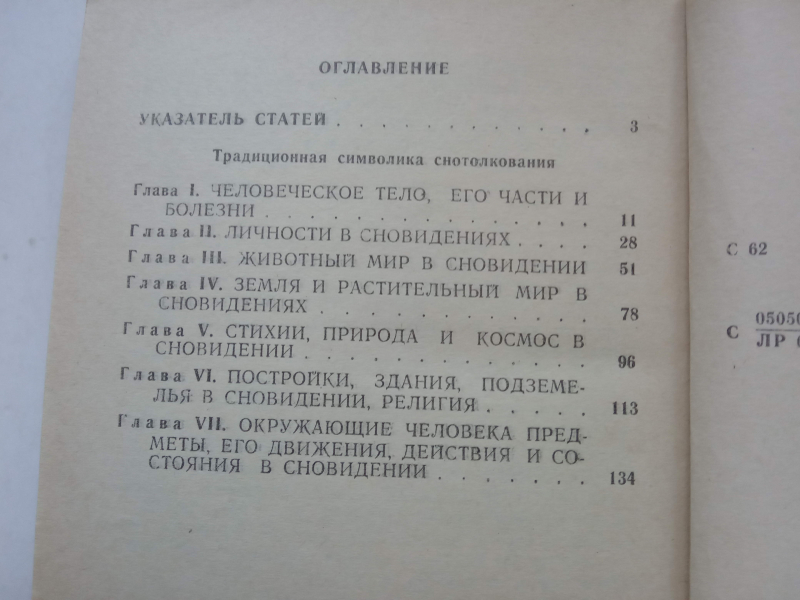 ОГЛАВЛЕНИЕ
УКАЗАТЕЛЬ СТАТЕЙ . . . . . . . . . . . . 3
Традиционная символика снотолкования
Глава I. ЧЕЛОВЕЧЕСКОЕ ТЕЛО, ЕГО ЧАСТИ И
БОЛЕЗНИ . . . . . . . . . . . . . . . 11
Глава II. ЛИЧНОСТИ В СНОВИДЕНИЯХ . . . . 28
Глава III. ЖИВОТНЫЙ МИР В СНОВИДЕНИИ 51
Глава IV. ЗЕМЛЯ И РАСТИТЕЛЬНЫЙ МИР В
СНОВИДЕНИЯХ . . . . . . . . . . . . . 78
Глава V. СТИХИИ, ПРИРОДА И КОСМОС В
СНОВИДЕНИИ . . . . . . . . . . . . . 96
Глава VI. ПОСТРОЙКИ, ЗДАНИЯ, ПОДЗЕМЕ-
ЛЬЯ В СНОВИДЕНИИ, РЕЛИГИЯ . . . . . 113
Глава VII. ОКРУЖАЮЩИЕ ЧЕЛОВЕКА ПРЕД-
МЕТЫ, ЕГО ДВИЖЕНИЯ, ДЕЙСТВИЯ И СО-
СТОЯНИЯ В СНОВИДЕНИИ . . . . . . . 134
С 62
С 0505
ЛР